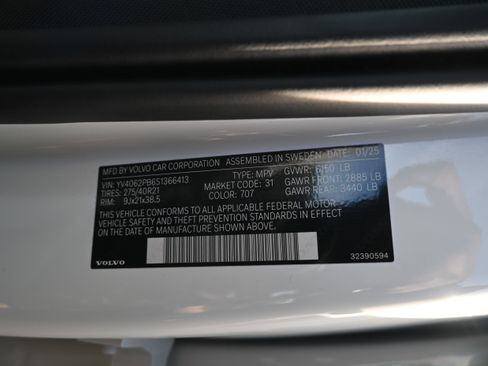 MFD. BY VOLVO CAR CORPORATION ASSEMBLED IN SWEDEN DATE: 01/25
VIN: YV4062PB651366413 TYPE: MPV GVWR: 6150 LB
TIRES: 275/40R21 MARKET CODE: 31 GAWR FRONT: 2885 LB
RIM: 9Jx21x38.5 COLOR: 707 GAWR REAR: 3440 LB
THIS VEHICLE CONFORMS TO ALL APPLICABLE FEDERAL MOTOR
VEHICLE SAFETY AND THEFT PREVENTION STANDARDS IN EFFECT
ON THE DATE OF MANUFACTURE SHOWN ABOVE.
VOLVO 32390594